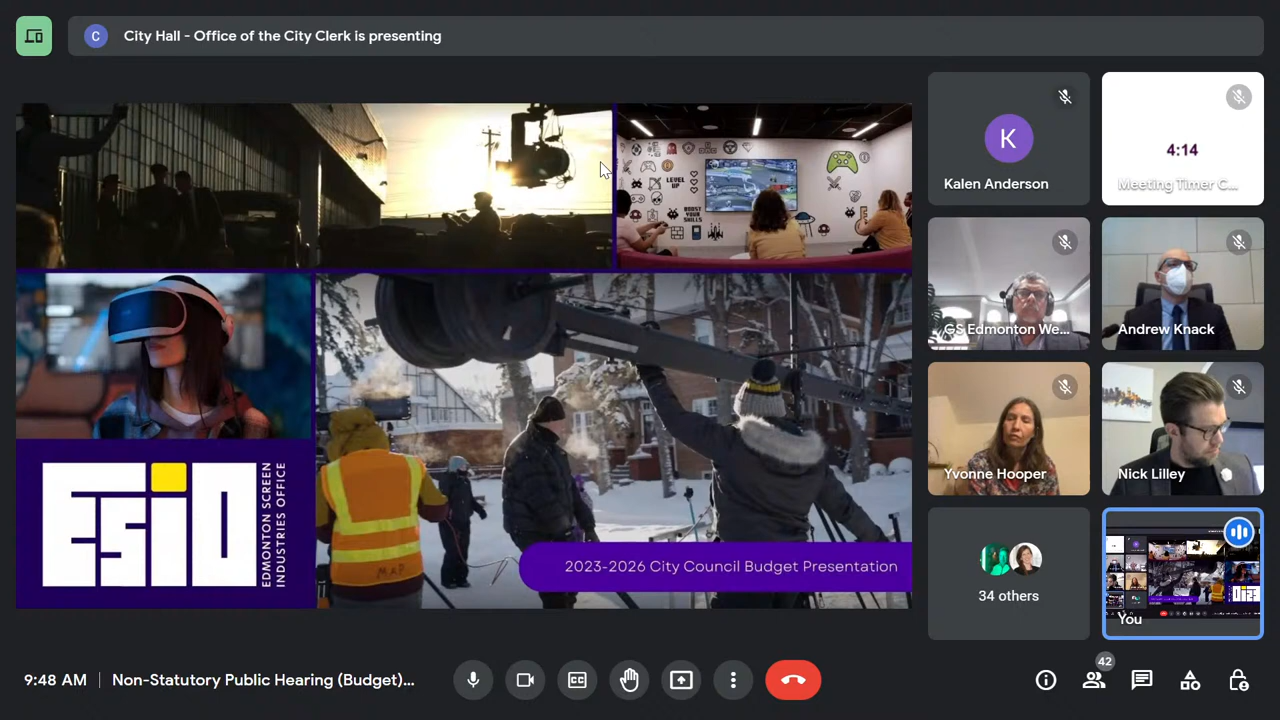 C
City Hall - Office of the City Clerk is presenting
LEVEL
UP
BOOST
YOUR
SKILLS
MAP
ESIO
EDMONTON SCREEN
INDUSTRIES OFFICE
2023-2026 City Council Budget Presentation
K
Kalen Anderson
4:14
Meeting Timer C...
GS Edmonton We...
Andrew Knack
Yvonne Hooper
Nick Lilley
34 others
You
9:48 AM
Non-Statutory Public Hearing (Budget)...
42